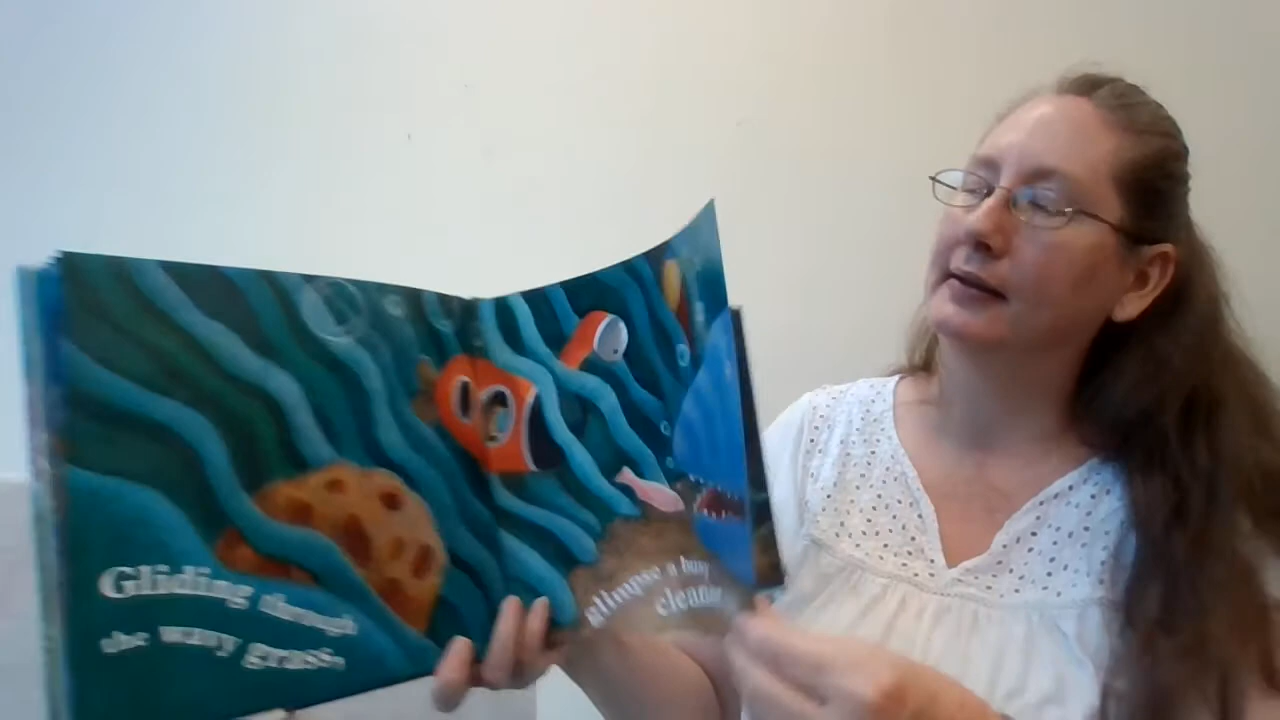 Gliding through
the wavy grass,
glimpse a busy
cleaner